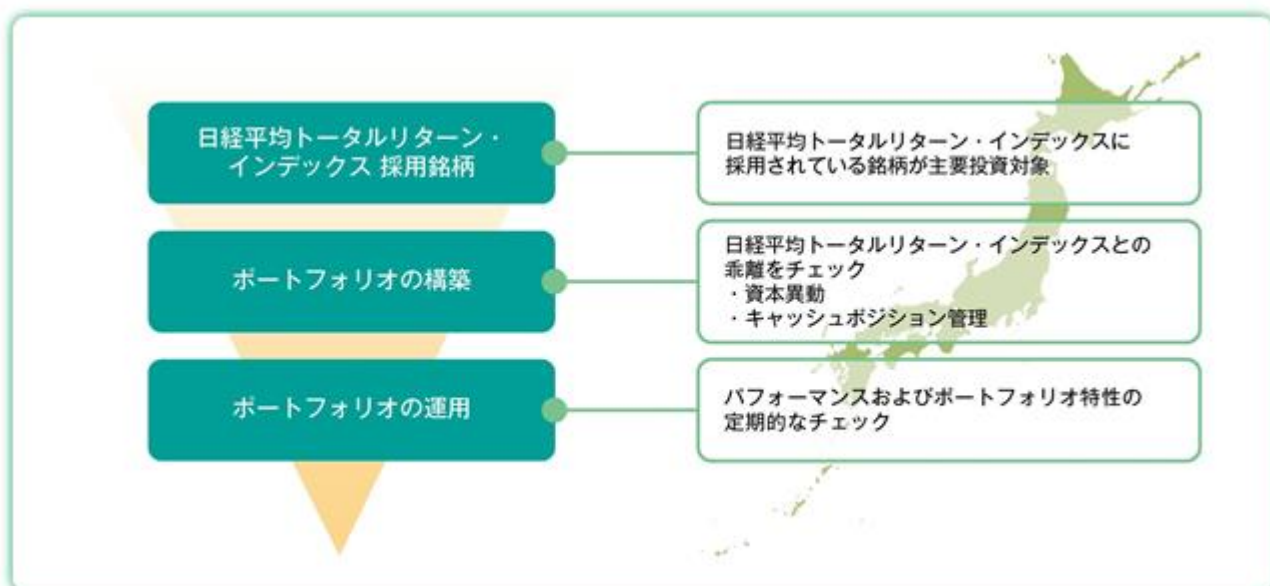 日経平均トータルリターン・
インデックス 採用銘柄
日経平均トータルリターン・インデックスに
採用されている銘柄が主要投資対象
ポートフォリオの構築
日経平均トータルリターン・インデックスとの
乖離をチェック
・資本異動
・キャッシュポジション管理
ポートフォリオの運用
パフォーマンスおよびポートフォリオ特性の
定期的なチェック